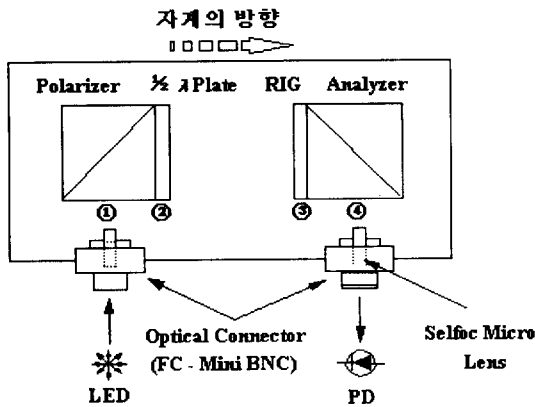 자계의 방향
Polarizer ½ λ Plate RIG Analyzer
① ② ③ ④
Optical Connector
(FC - Mini BNC)
Selfoc Micro
Lens
LED
PD